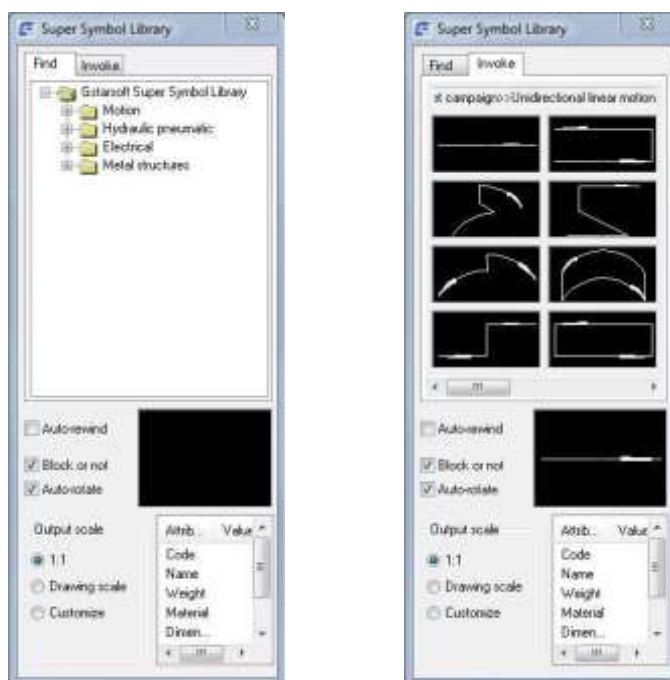 Super Symbol Library
Find Invoke
Gstarsoft Super Symbol Library
Motion
Hydraulic pneumatic
Electrical
Metal structures
Auto-rewind
Block or not
Auto-rotate
Output scale
1:1
Drawing scale
Customize
Attrib... Value
Code
Name
Weight
Material
Dimen...
Super Symbol Library
Find Invoke
campaign>>Unidirectional linear motion
Auto-rewind
Block or not
Auto-rotate
Output scale
1:1
Drawing scale
Customize
Attrib... Value
Code
Name
Weight
Material
Dimen...